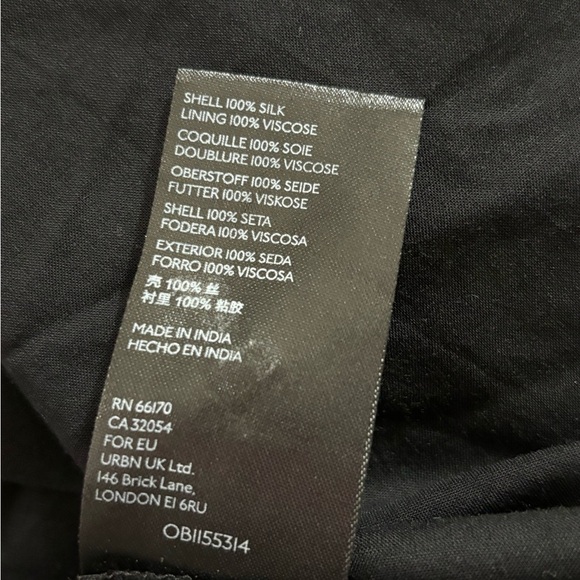 SHELL 100% SILK
LINING 100% VISCOSE
COQUILLE 100% SOIE
DOUBLURE 100% VISCOSE
OBERSTOFF 100% SEIDE
FUTTER 100% VISKOSE
SHELL 100% SETA
FODERA 100% VISCOSA
EXTERIOR 100% SEDA
FORRO 100% VISCOSA
壳 100% 丝
衬里 100% 粘胶
MADE IN INDIA
HECHO EN INDIA
RN 66170
CA 32054
FOR EU
URBN UK Ltd.
146 Brick Lane,
LONDON E1 6RU
OB1155314